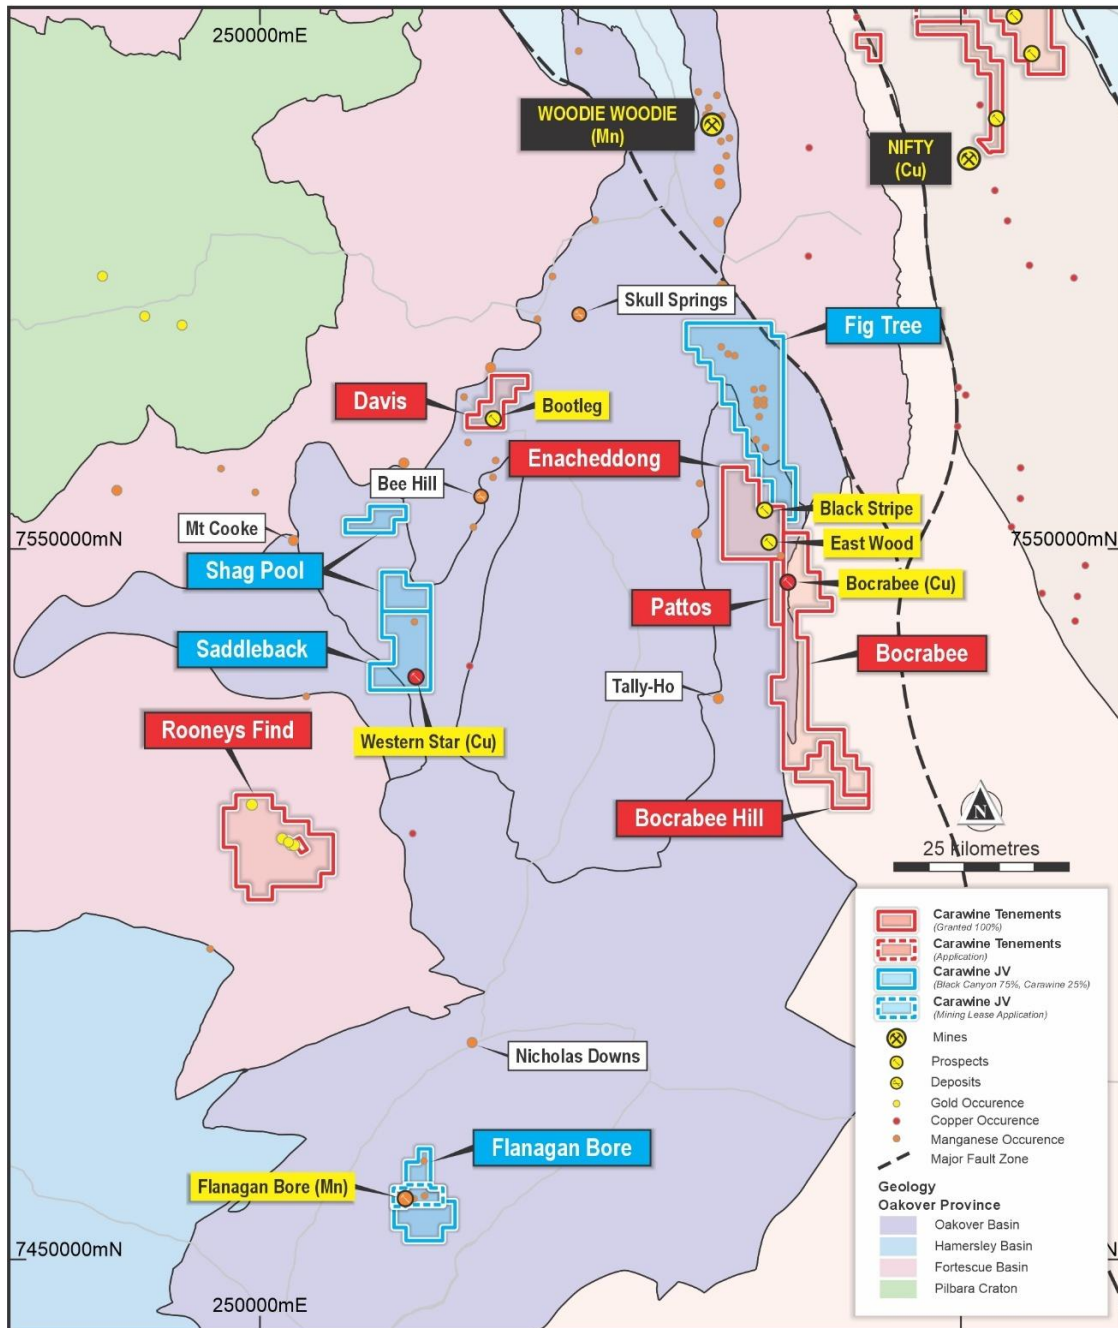 250000mE
WOODIE WOODIE
(Mn)
NIFTY
(Cu)
Skull Springs
Fig Tree
Davis
Bootleg
Enacheddong
Bee Hill
Black Stripe
Mt Cooke
7550000mN
East Wood
7550000mN
Shag Pool
Bocrabee (Cu)
Pattos
Saddleback
Bocrabee
Tally-Ho
Rooneys Find
Western Star (Cu)
Bocrabee Hill
N
25 kilometres
Carawine Tenements
(Granted 100%)
Carawine Tenements
(Application)
Carawine JV
(Black Canyon 75%, Carawine 25%)
Carawine JV
(Mining Lease Application)
Mines
Prospects
Deposits
Gold Occurence
Copper Occurence
Manganese Occurence
Major Fault Zone
Geology
Oakover Province
Oakover Basin
Hamersley Basin
Fortescue Basin
Pilbara Craton
Nicholas Downs
Flanagan Bore
Flanagan Bore (Mn)
7450000mN
N
250000mE